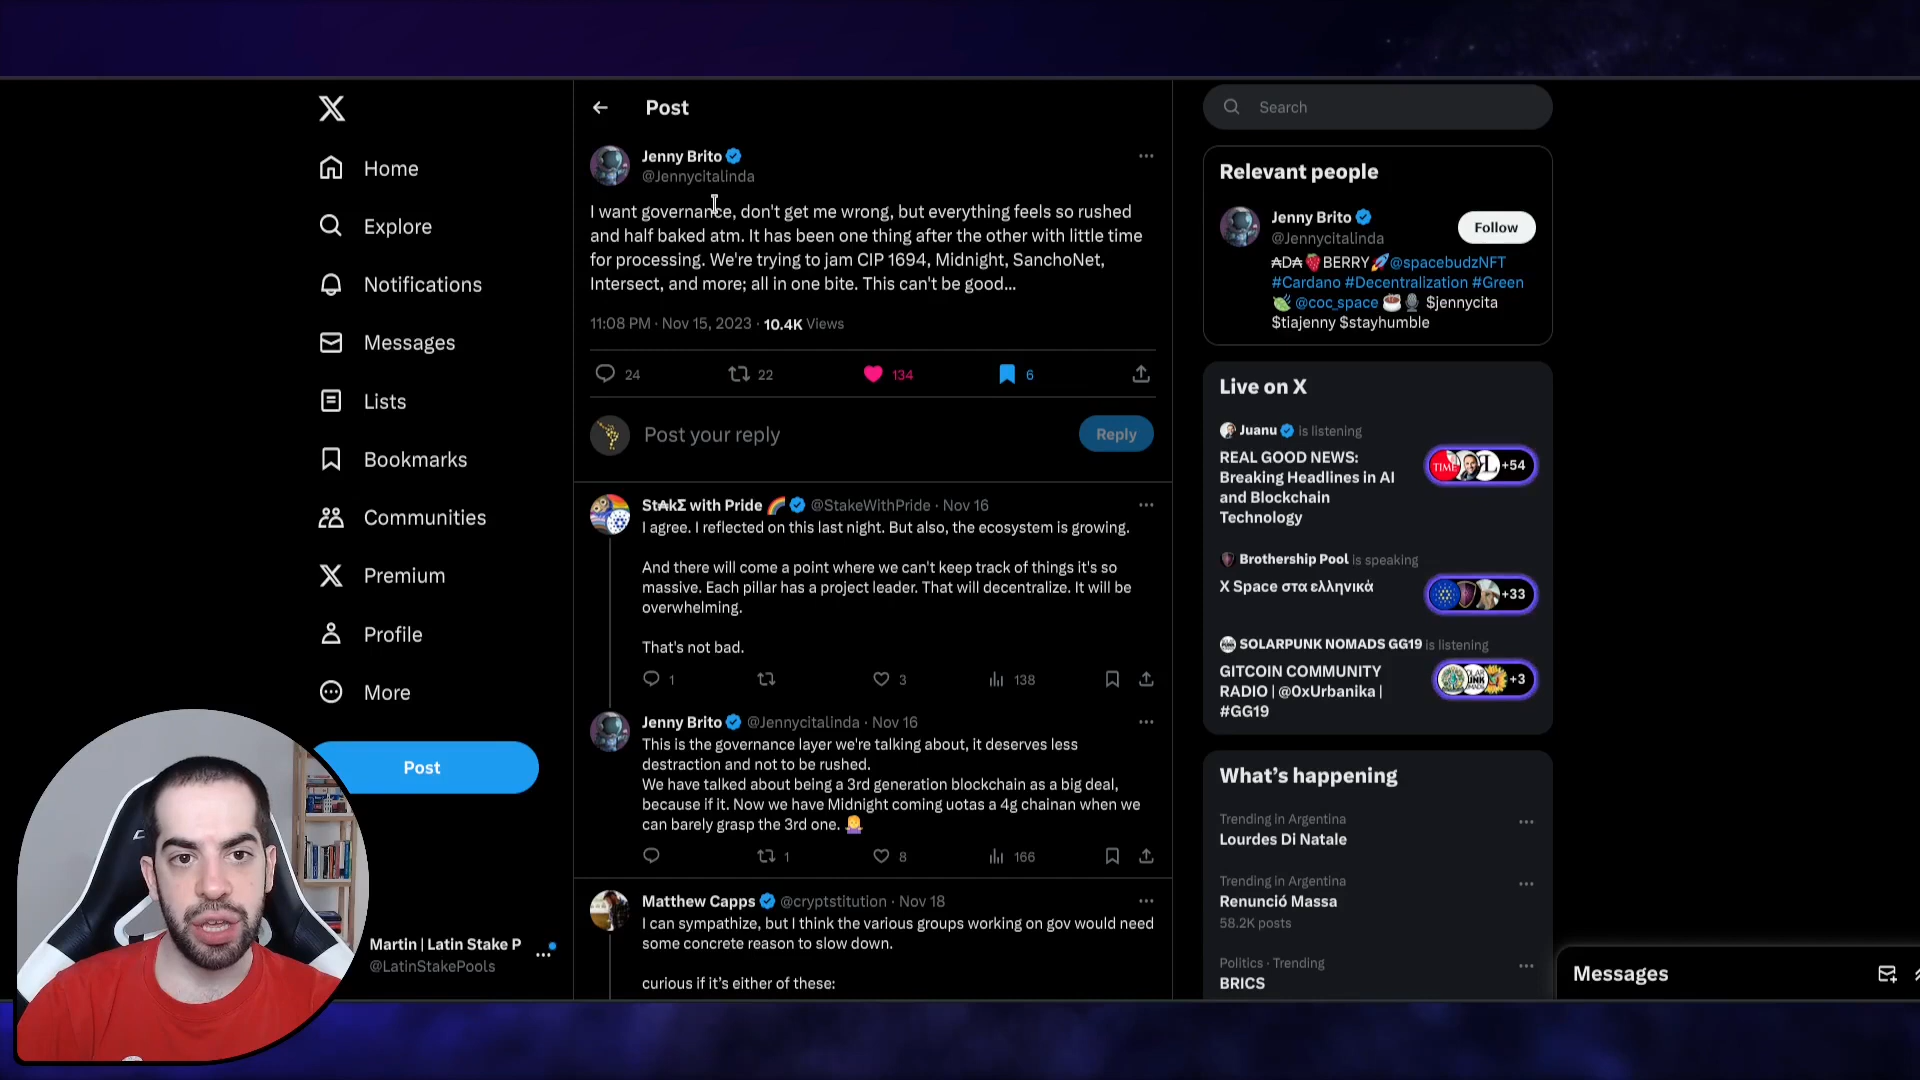 Home
Explore
Notifications
Messages
Lists
Bookmarks
Communities
Premium
Profile
More
Post
Martin | Latin Stake P
@LatinStakePools
Post
Jenny Brito
@Jennycitalinda
I want governance, don't get me wrong, but everything feels so rushed
and half baked atm. It has been one thing after the other with little time
for processing. We're trying to jam CIP 1694, Midnight, SanchoNet,
Intersect, and more; all in one bite. This can't be good...
11:08 PM · Nov 15, 2023 · 10.4K Views
24 22 134 6
Post your reply
Reply
St₳kΣ with Pride 🌈 @StakeWithPride · Nov 16
I agree. I reflected on this last night. But also, the ecosystem is growing.
And there will come a point where we can't keep track of things it's so
massive. Each pillar has a project leader. That will decentralize. It will be
overwhelming.
That's not bad.
1 3 138
Jenny Brito @Jennycitalinda · Nov 16
This is the governance layer we're talking about, it deserves less
destraction and not to be rushed.
We have talked about being a 3rd generation blockchain as a big deal,
because if it. Now we have Midnight coming uotas a 4g chainan when we
can barely grasp the 3rd one. 🤷‍♀️
1 8 166
Matthew Capps @cryptstitution · Nov 18
I can sympathize, but I think the various groups working on gov would need
some concrete reason to slow down.
curious if it's either of these:
Search
Relevant people
Jenny Brito
@Jennycitalinda
Follow
₳D₳🍓BERRY🚀@spacebudzNFT
#Cardano #Decentralization #Green
🍃 @coc_space ☕🎙️ $jennycita
$tiajenny $stayhumble
Live on X
Juanu is listening
REAL GOOD NEWS:
Breaking Headlines in AI
and Blockchain
Technology
TIME
+54
Brothership Pool is speaking
X Space στα ελληνικά
+33
SOLARPUNK NOMADS GG19 is listening
GITCOIN COMMUNITY
RADIO | @0xUrbanika |
#GG19
+3
What's happening
Trending in Argentina
Lourdes Di Natale
Trending in Argentina
Renunció Massa
58.2K posts
Politics · Trending
BRICS
Messages